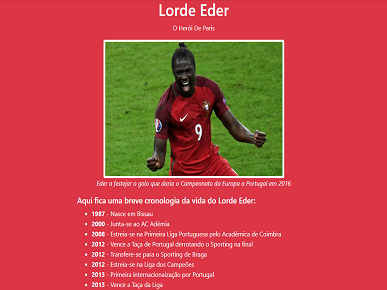 Lorde Eder
O Herói De Paris
9
Eder a festejar o golo que daria o Campeonato da Europa a Portugal em 2016
Aqui fica uma breve cronologia da vida do Lorde Eder:
1987 - Nasce em Bissau
2000 - Junta-se ao AC Adémia
2008 - Estreia-se na Primeira Liga Portuguesa pelo Académica de Coimbra
2012 - Vence a Taça de Portugal derrotando o Sporting na final
2012 - Transfere-se para o Sporting de Braga
2012 - Estreia-se na Liga dos Campeões
2013 - Primeira internacionaização por Portugal
2013 - Vence a Taça da Liga